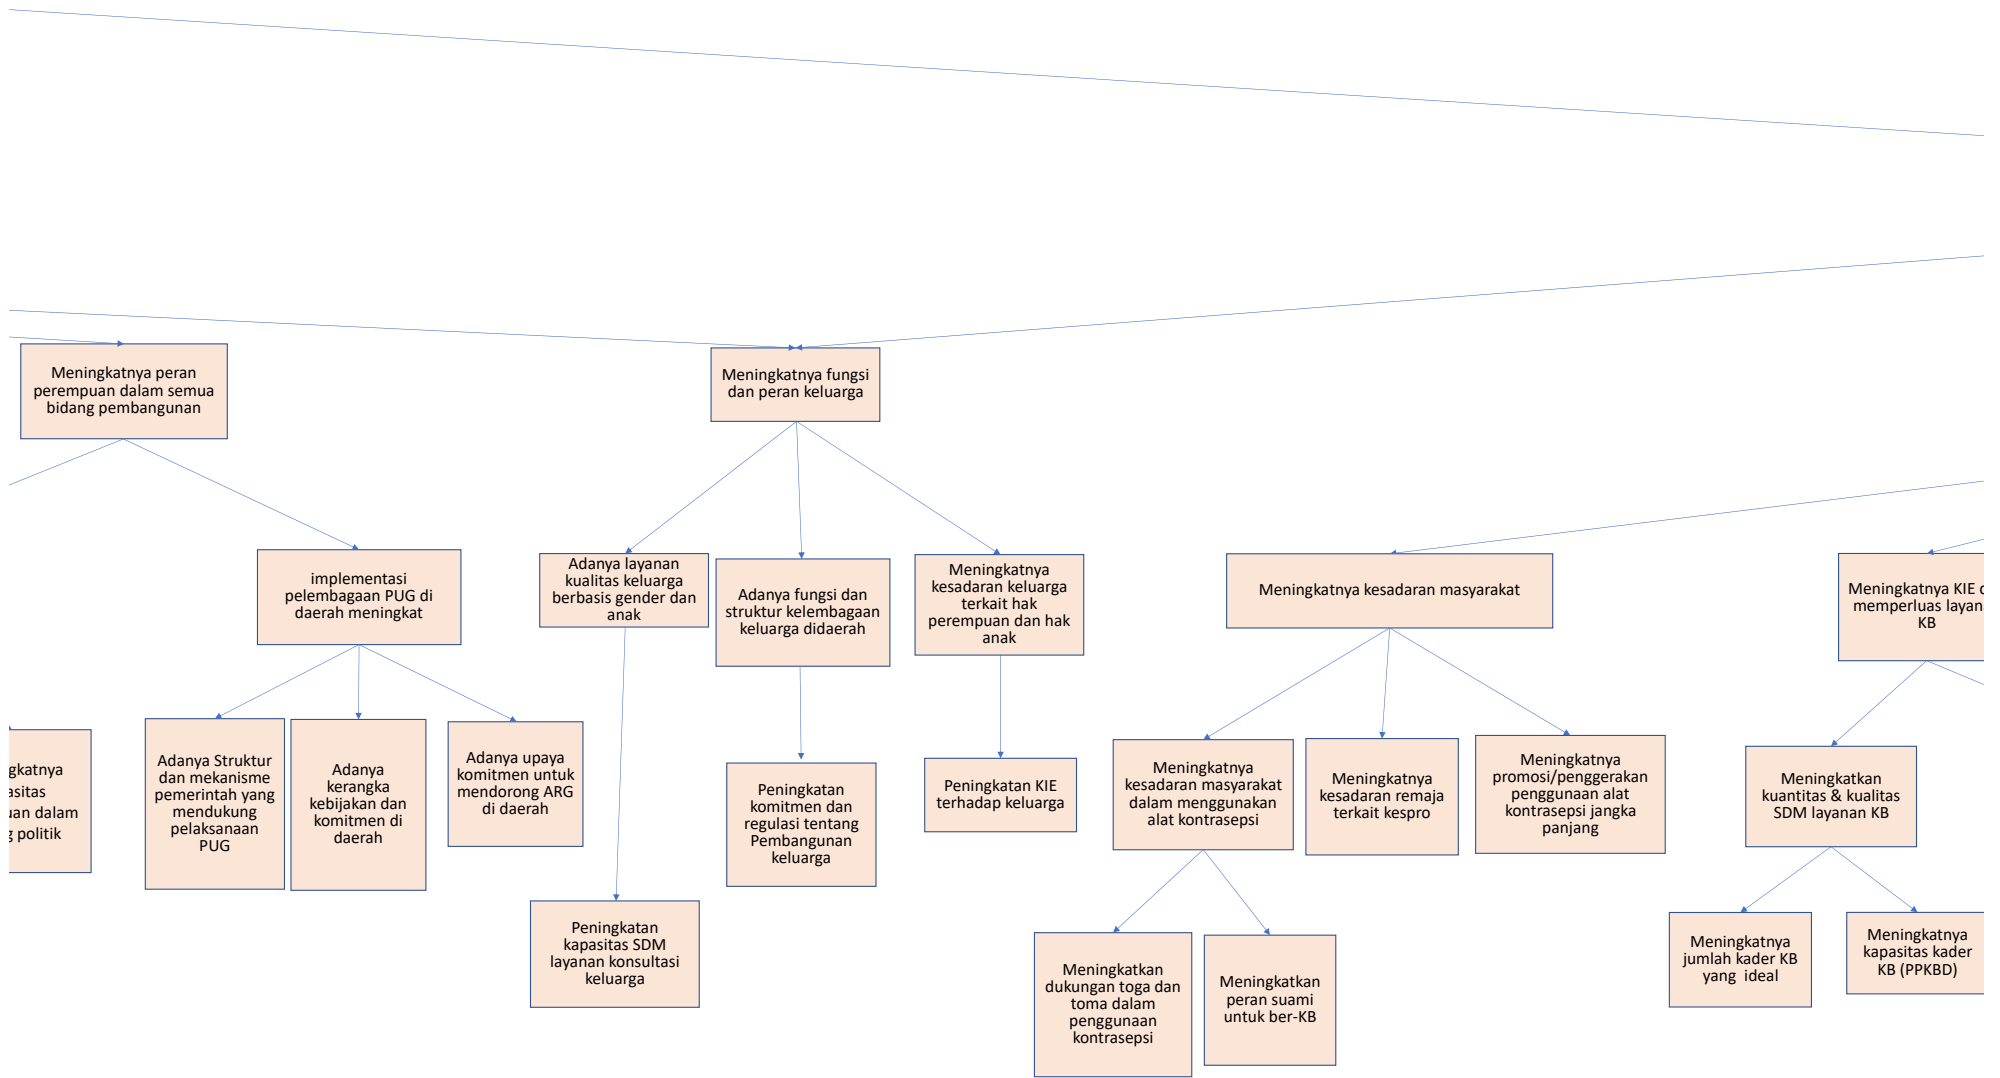 Meningkatnya peran
perempuan dalam semua
bidang pembangunan
Meningkatnya fungsi
dan peran keluarga
implementasi
pelembagaan PUG di
daerah meningkat
Adanya layanan
kualitas keluarga
berbasis gender dan
anak
Adanya fungsi dan
struktur kelembagaan
keluarga didaerah
Meningkatnya
kesadaran keluarga
terkait hak
perempuan dan hak
anak
Meningkatnya kesadaran masyarakat
Meningkatnya KIE
memperluas
KB
dalam
politik
Adanya Struktur
dan mekanisme
pemerintah yang
mendukung
pelaksanaan
PUG
Adanya
kerangka
kebijakan dan
komitmen di
daerah
Adanya upaya
komitmen untuk
mendorong ARG
di daerah
Peningkatan
komitmen dan
regulasi tentang
Pembangunan
keluarga
Peningkatan KIE
terhadap keluarga
Meningkatnya
kesadaran masyarakat
dalam menggunakan
alat kontrasepsi
Meningkatnya
kesadaran remaja
terkait kespro
Meningkatnya
promosi/penggerakan
penggunaan alat
kontrasepsi jangka
panjang
Meningkatkan
kuantitas & kualitas
SDM layanan KB
Peningkatan
kapasitas SDM
layanan konsultasi
keluarga
Meningkatkan
dukungan toga dan
toma dalam
penggunaan
kontrasepsi
Meningkatkan
peran suami
untuk ber-KB
Meningkatnya
jumlah kader KB
yang ideal
Meningkatnya
kapasitas kader
KB (PPKBD)